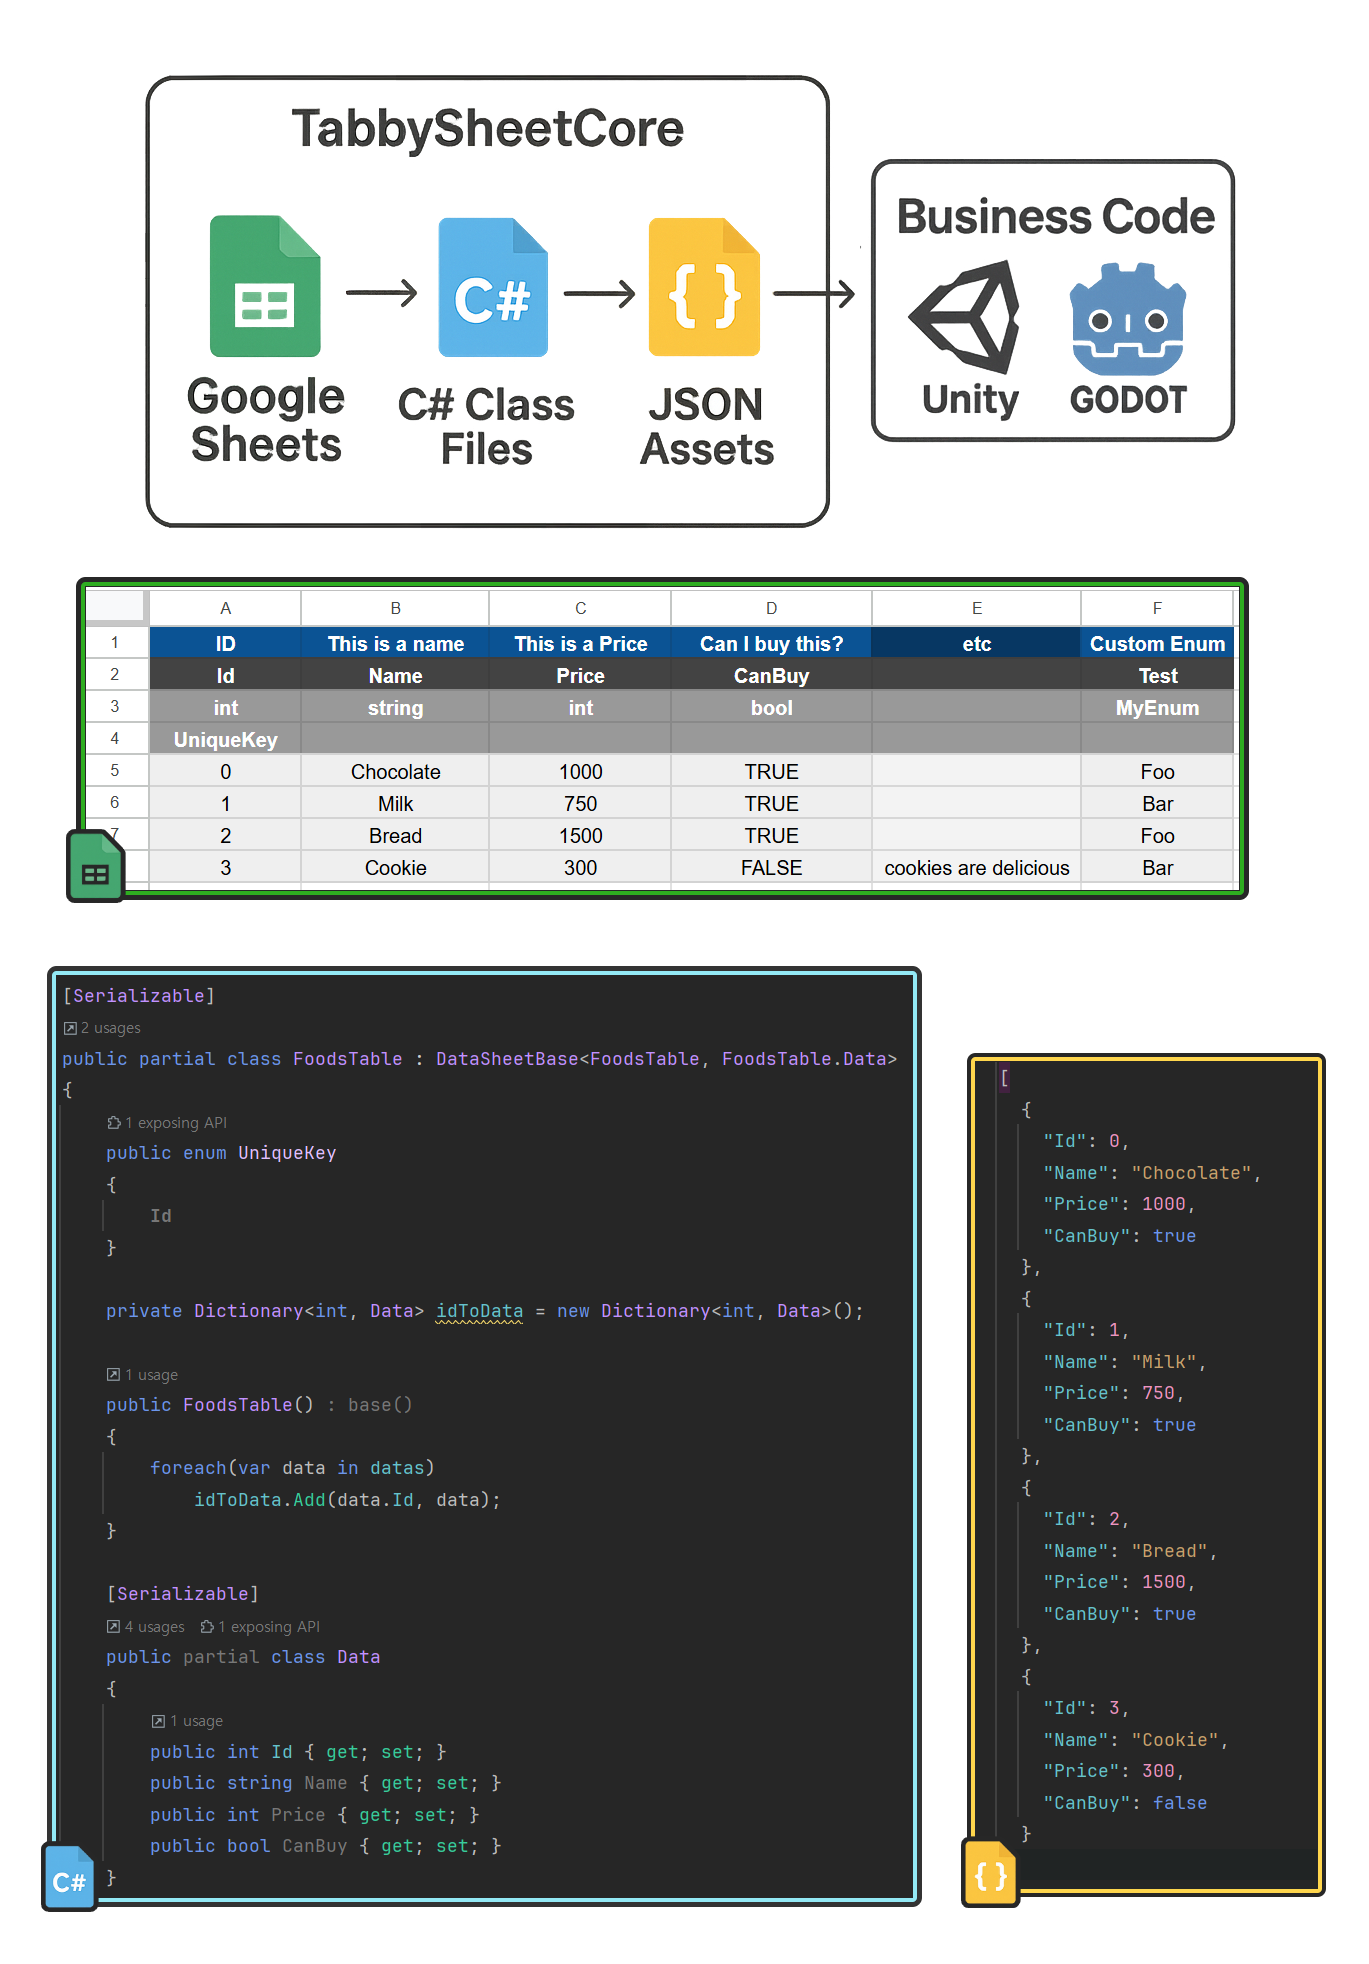 TabbySheetCore
Google
Sheets
C#
C# Class
Files
{ }
JSON
Assets
Business Code
Unity
GODOT
A B C D E F
1 ID This is a name This is a Price Can I buy this? etc Custom Enum
2 Id Name Price CanBuy Test
3 int string int bool MyEnum
4 UniqueKey
5 0 Chocolate 1000 TRUE Foo
6 1 Milk 750 TRUE Bar
7 2 Bread 1500 TRUE Foo
3 Cookie 300 FALSE cookies are delicious Bar
[Serializable]
2 usages
public partial class FoodsTable : DataSheetBase<FoodsTable, FoodsTable.Data>
{
1 exposing API
public enum UniqueKey
{
Id
}
private Dictionary<int, Data> idToData = new Dictionary<int, Data>();
1 usage
public FoodsTable() : base()
{
foreach(var data in datas)
idToData.Add(data.Id, data);
}
[Serializable]
4 usages 1 exposing API
public partial class Data
{
1 usage
public int Id { get; set; }
public string Name { get; set; }
public int Price { get; set; }
public bool CanBuy { get; set; }
}
C#
[
{
"Id": 0,
"Name": "Chocolate",
"Price": 1000,
"CanBuy": true
},
{
"Id": 1,
"Name": "Milk",
"Price": 750,
"CanBuy": true
},
{
"Id": 2,
"Name": "Bread",
"Price": 1500,
"CanBuy": true
},
{
"Id": 3,
"Name": "Cookie",
"Price": 300,
"CanBuy": false
}
{ }